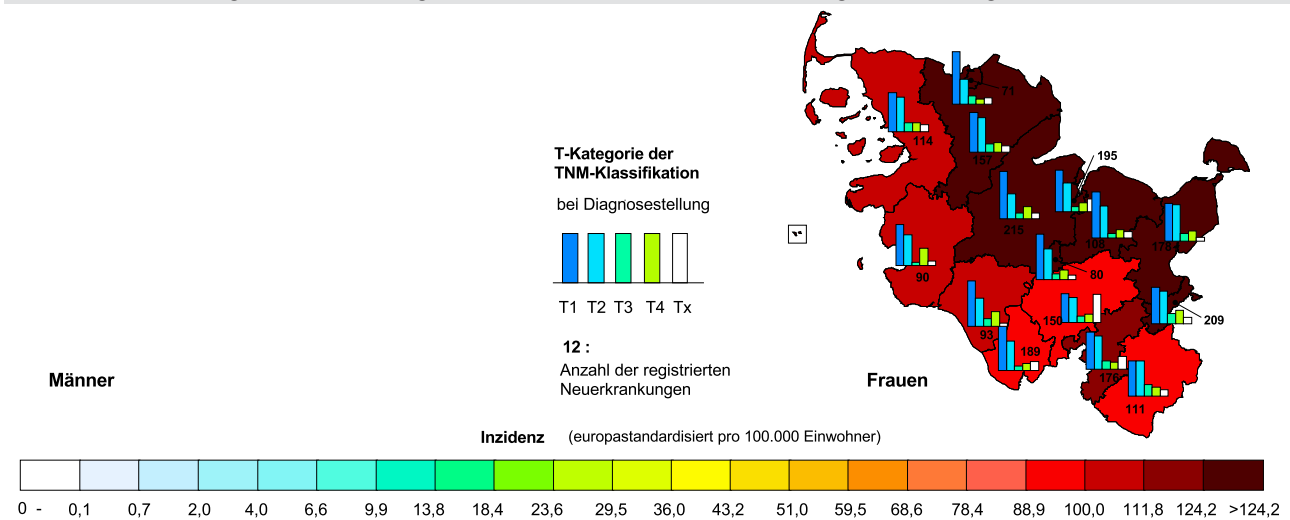 T-Kategorie der
TNM-Klassifikation
bei Diagnosestellung
T1 T2 T3 T4 Tx
12 :
Anzahl der registrierten
Neuerkrankungen
Männer
Frauen
71
114
157
195
215
108
90
80
150
209
93
189
176
111
Inzidenz (europastandardisiert pro 100.000 Einwohner)
0 - 0,1 0,7 2,0 4,0 6,6 9,9 13,8 18,4 23,6 29,5 36,0 43,2 51,0 59,5 68,6 78,4 88,9 100,0 111,8 124,2 >124,2